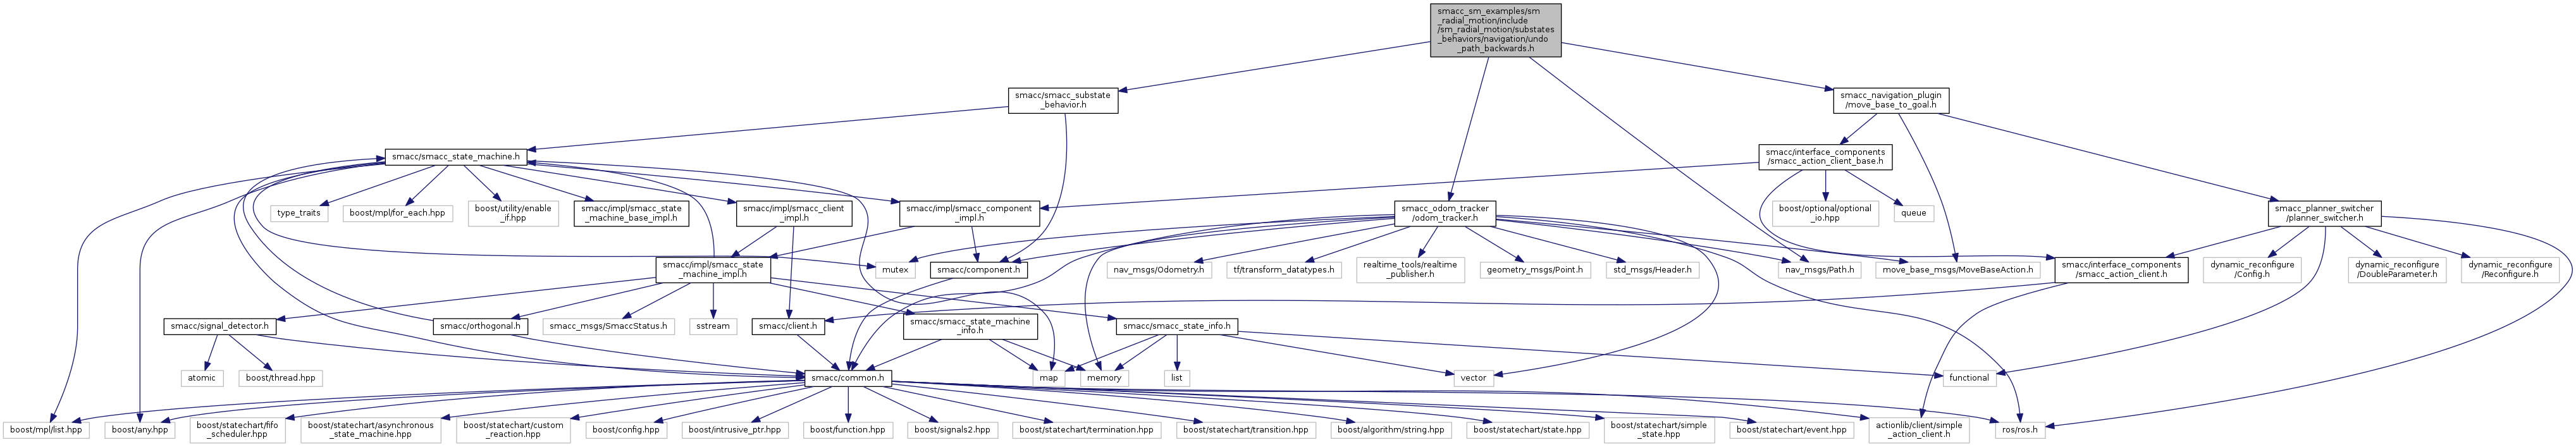 smacc_sm_examples/sm
_radial_motion/include
/sm_radial_motion/substates
_behaviors/navigation/undo
_path_backwards.h
smacc/smacc_substate
_behavior.h
smacc_navigation_plugin
/move_base_to_goal.h
smacc/smacc_state_machine.h
smacc/interface_components
/smacc_action_client_base.h
type_traits
boost/mpl/for_each.hpp
boost/utility/enable
_if.hpp
smacc/impl/smacc_state
_machine_base_impl.h
smacc/impl/smacc_client
_impl.h
smacc/impl/smacc_component
_impl.h
smacc_odom_tracker
/odom_tracker.h
boost/optional/optional
_io.hpp
queue
smacc_planner_switcher
/planner_switcher.h
smacc/impl/smacc_state
_machine_impl.h
mutex
smacc/component.h
nav_msgs/Odometry.h
tf/transform_datatypes.h
realtime_tools/realtime
_publisher.h
geometry_msgs/Point.h
std_msgs/Header.h
nav_msgs/Path.h
move_base_msgs/MoveBaseAction.h
smacc/interface_components
/smacc_action_client.h
dynamic_reconfigure
/Config.h
dynamic_reconfigure
/DoubleParameter.h
dynamic_reconfigure
/Reconfigure.h
smacc/signal_detector.h
smacc/orthogonal.h
smacc_msgs/SmaccStatus.h
sstream
smacc/client.h
smacc/smacc_state_machine
_info.h
smacc/smacc_state_info.h
atomic
boost/thread.hpp
smacc/common.h
map
memory
list
vector
functional
boost/mpl/list.hpp
boost/any.hpp
boost/statechart/fifo
_scheduler.hpp
boost/statechart/asynchronous
_state_machine.hpp
boost/statechart/custom
_reaction.hpp
boost/config.hpp
boost/intrusive_ptr.hpp
boost/function.hpp
boost/signals2.hpp
boost/statechart/termination.hpp
boost/statechart/transition.hpp
boost/algorithm/string.hpp
boost/statechart/state.hpp
boost/statechart/simple
_state.hpp
boost/statechart/event.hpp
actionlib/client/simple
_action_client.h
ros/ros.h